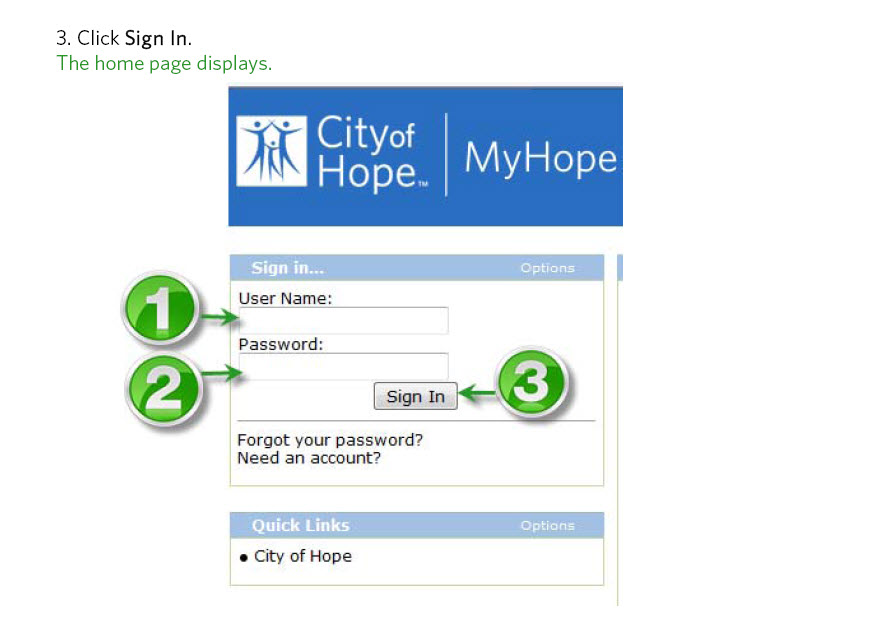 3. Click Sign In.
The home page displays.
City of
Hope™
MyHope
Sign in... Options
1
User Name:
Password:
2
3
Sign In
Forgot your password?
Need an account?
Quick Links Options
• City of Hope